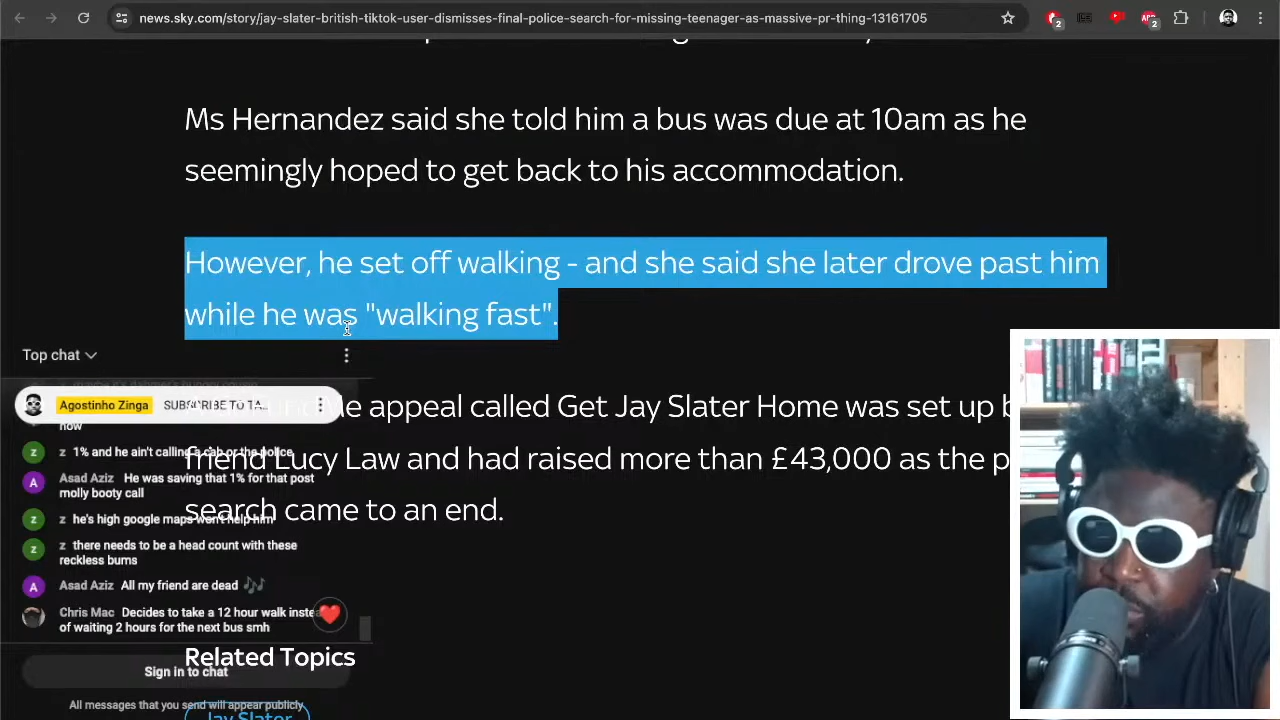 news.sky.com/story/jay-slater-british-tiktok-user-dismisses-final-police-search-for-missing-teenager-as-massive-pr-thing-13161705
2
2
Ms Hernandez said she told him a bus was due at 10am as he
seemingly hoped to get back to his accommodation.
However, he set off walking - and she said she later drove past him
while he was "walking fast".
Top chat
Agostinho Zinga SUBSCRIBE TO TA...
now
z 1% and he ain't calling a cab or the police
A Asad Aziz He was saving that 1% for that post
molly booty call
z z he's high google maps won't help him
z z there needs to be a head count with these
reckless bums
A Asad Aziz All my friend are dead 🎶
Chris Mac Decides to take a 12 hour walk inste
of waiting 2 hours for the next bus smh
Sign in to chat
All messages that you send will appear publicly
Me appeal called Get Jay Slater Home was set up b
friend Lucy Law and had raised more than £43,000 as the p
search came to an end.
Related Topics
Jay Slater